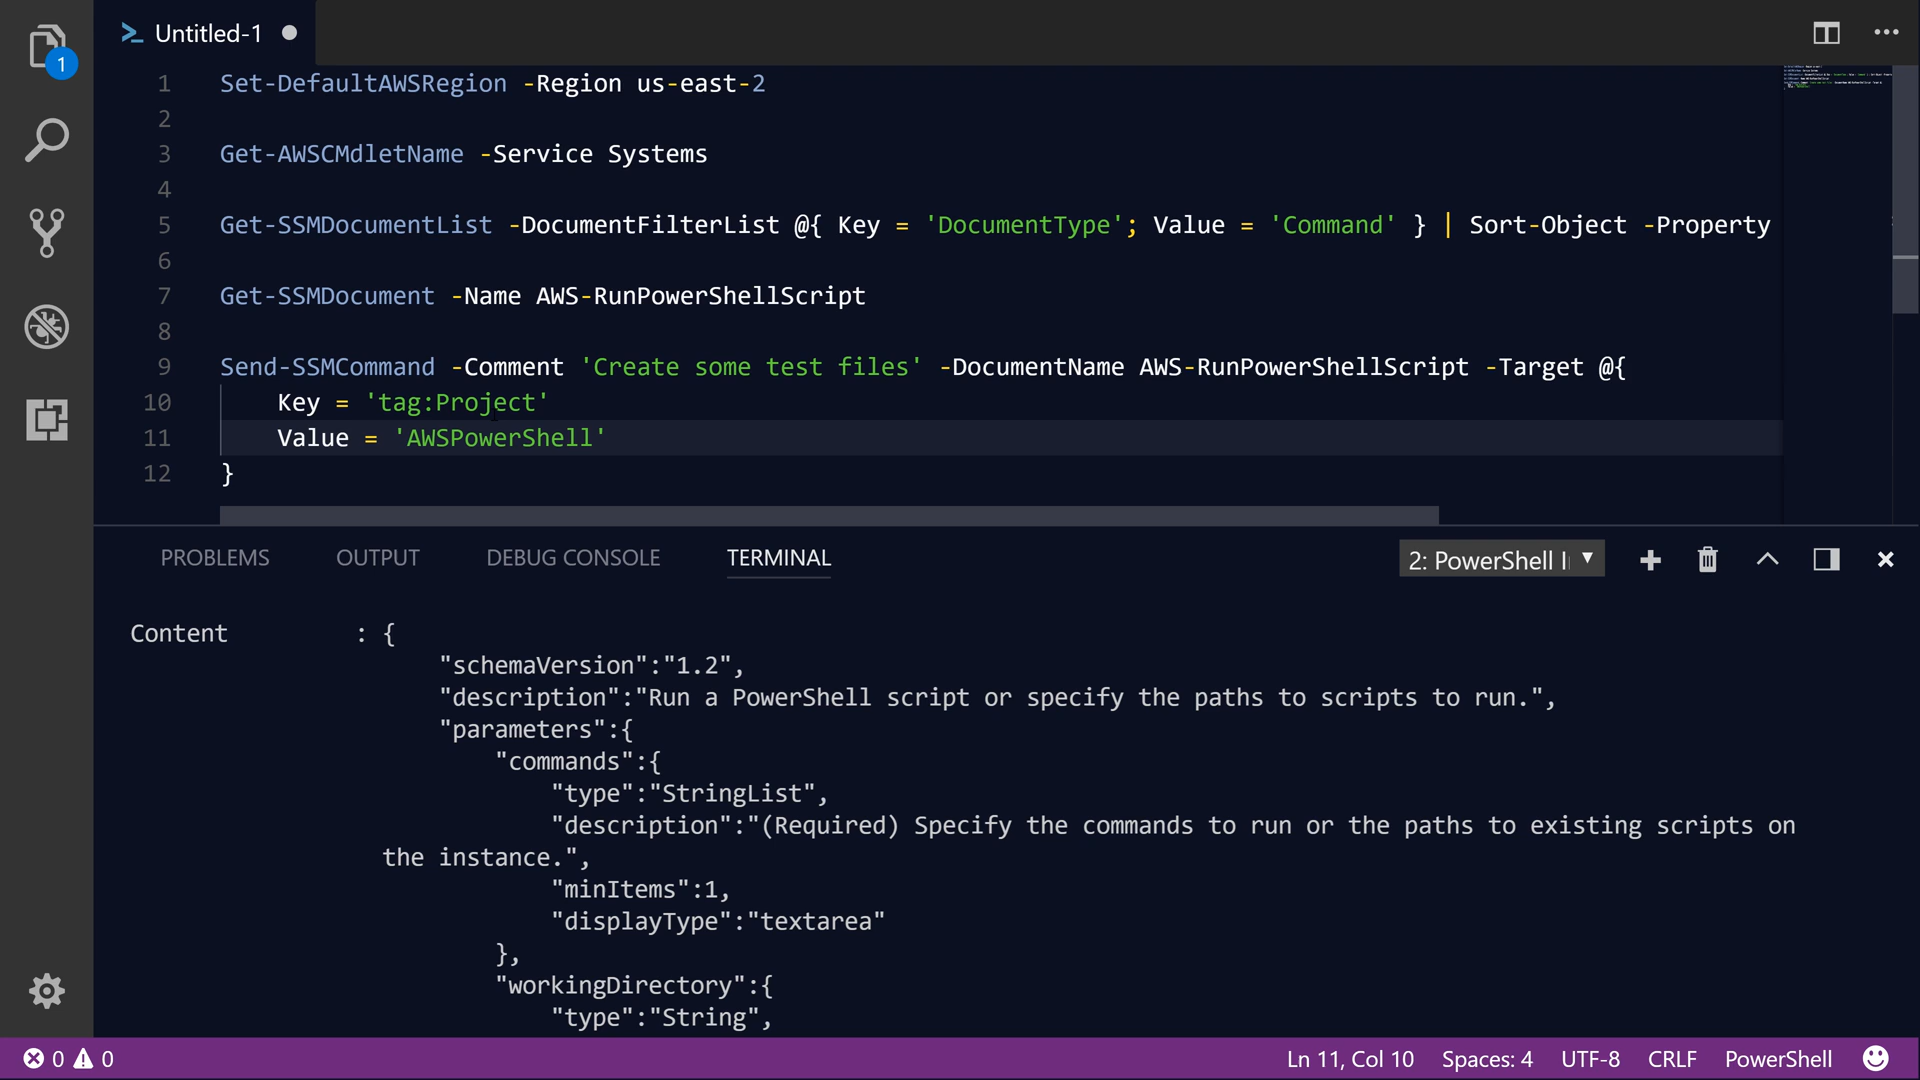 1
Untitled-1
1 Set-DefaultAWSRegion -Region us-east-2
2
3 Get-AWSCMdletName -Service Systems
4
5 Get-SSMDocumentList -DocumentFilterList @{ Key = 'DocumentType'; Value = 'Command' } | Sort-Object -Property
6
7 Get-SSMDocument -Name AWS-RunPowerShellScript
8
9 Send-SSMCommand -Comment 'Create some test files' -DocumentName AWS-RunPowerShellScript -Target @{
10 Key = 'tag:Project'
11 Value = 'AWSPowerShell'
12 }
PROBLEMS OUTPUT DEBUG CONSOLE TERMINAL 2: PowerShell I
Content : {
"schemaVersion":"1.2",
"description":"Run a PowerShell script or specify the paths to scripts to run.",
"parameters":{
"commands":{
"type":"StringList",
"description":"(Required) Specify the commands to run or the paths to existing scripts on
the instance.",
"minItems":1,
"displayType":"textarea"
},
"workingDirectory":{
"type":"String",
0 0 Ln 11, Col 10 Spaces: 4 UTF-8 CRLF PowerShell